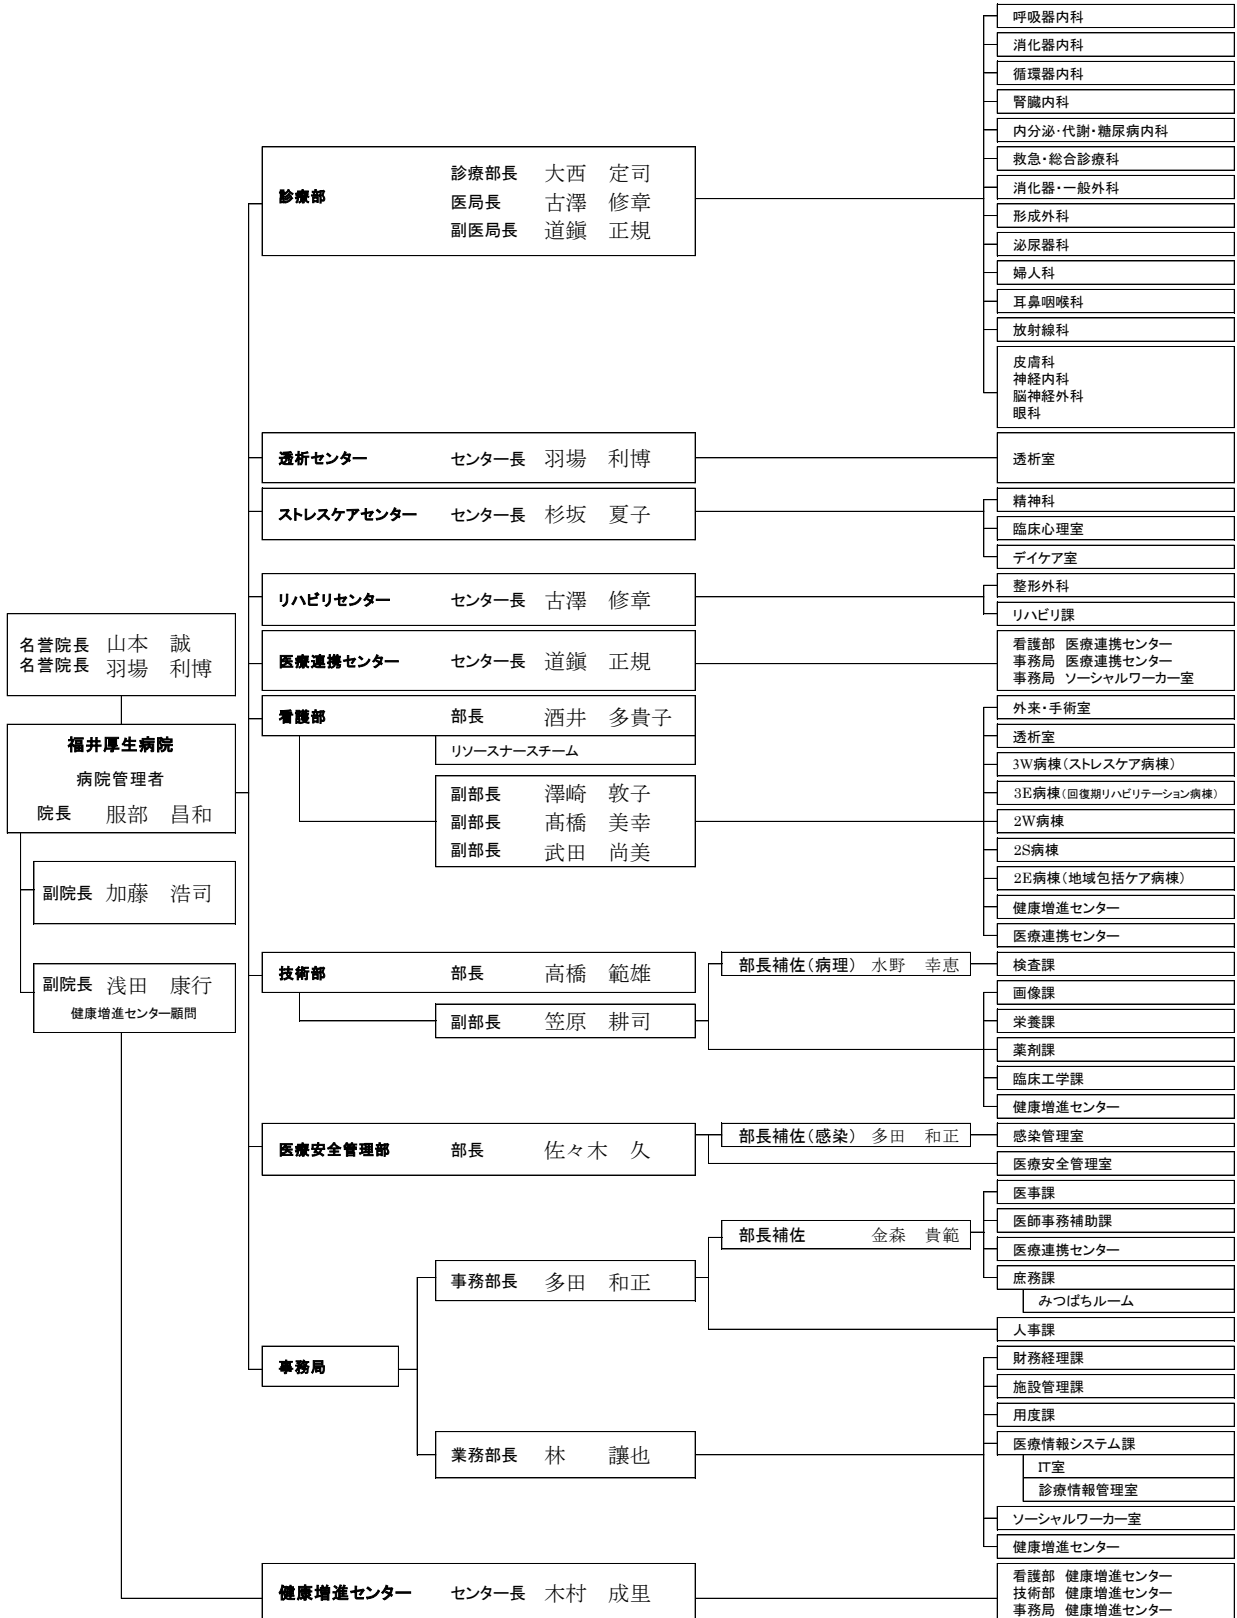 名誉院長 山本 誠
名誉院長 羽場 利博
福井厚生病院
病院管理者
院長 服部 昌和
副院長 加藤 浩司
副院長 浅田 康行
健康増進センター顧問
診療部 診療部長 大西 定司
医局長 古澤 修章
副医局長 道鎭 正規
呼吸器内科
消化器内科
循環器内科
腎臓内科
内分泌・代謝・糖尿病内科
救急・総合診療科
消化器・一般外科
形成外科
泌尿器科
婦人科
耳鼻咽喉科
放射線科
皮膚科
神経内科
脳神経外科
眼科
透析センター センター長 羽場 利博
透析室
ストレスケアセンター センター長 杉坂 夏子
精神科
臨床心理室
デイケア室
リハビリセンター センター長 古澤 修章
整形外科
リハビリ課
医療連携センター センター長 道鎭 正規
看護部 医療連携センター
事務局 医療連携センター
事務局 ソーシャルワーカー室
看護部 部長 酒井 多貴子
リソースナースチーム
副部長 澤崎 敦子
副部長 髙橋 美幸
副部長 武田 尚美
外来・手術室
透析室
3W病棟(ストレスケア病棟)
3E病棟(回復期リハビリテーション病棟)
2W病棟
2S病棟
2E病棟(地域包括ケア病棟)
健康増進センター
医療連携センター
技術部 部長 高橋 範雄
副部長 笠原 耕司
部長補佐(病理) 水野 幸恵
検査課
画像課
栄養課
薬剤課
臨床工学課
健康増進センター
医療安全管理部 部長 佐々木 久
部長補佐(感染) 多田 和正
感染管理室
医療安全管理室
事務局
事務部長 多田 和正
部長補佐 金森 貴範
医事課
医師事務補助課
医療連携センター
庶務課
みつばちルーム
人事課
業務部長 林 讓也
財務経理課
施設管理課
用度課
医療情報システム課
IT室
診療情報管理室
ソーシャルワーカー室
健康増進センター
健康増進センター センター長 木村 成里
看護部 健康増進センター
技術部 健康増進センター
事務局 健康増進センター